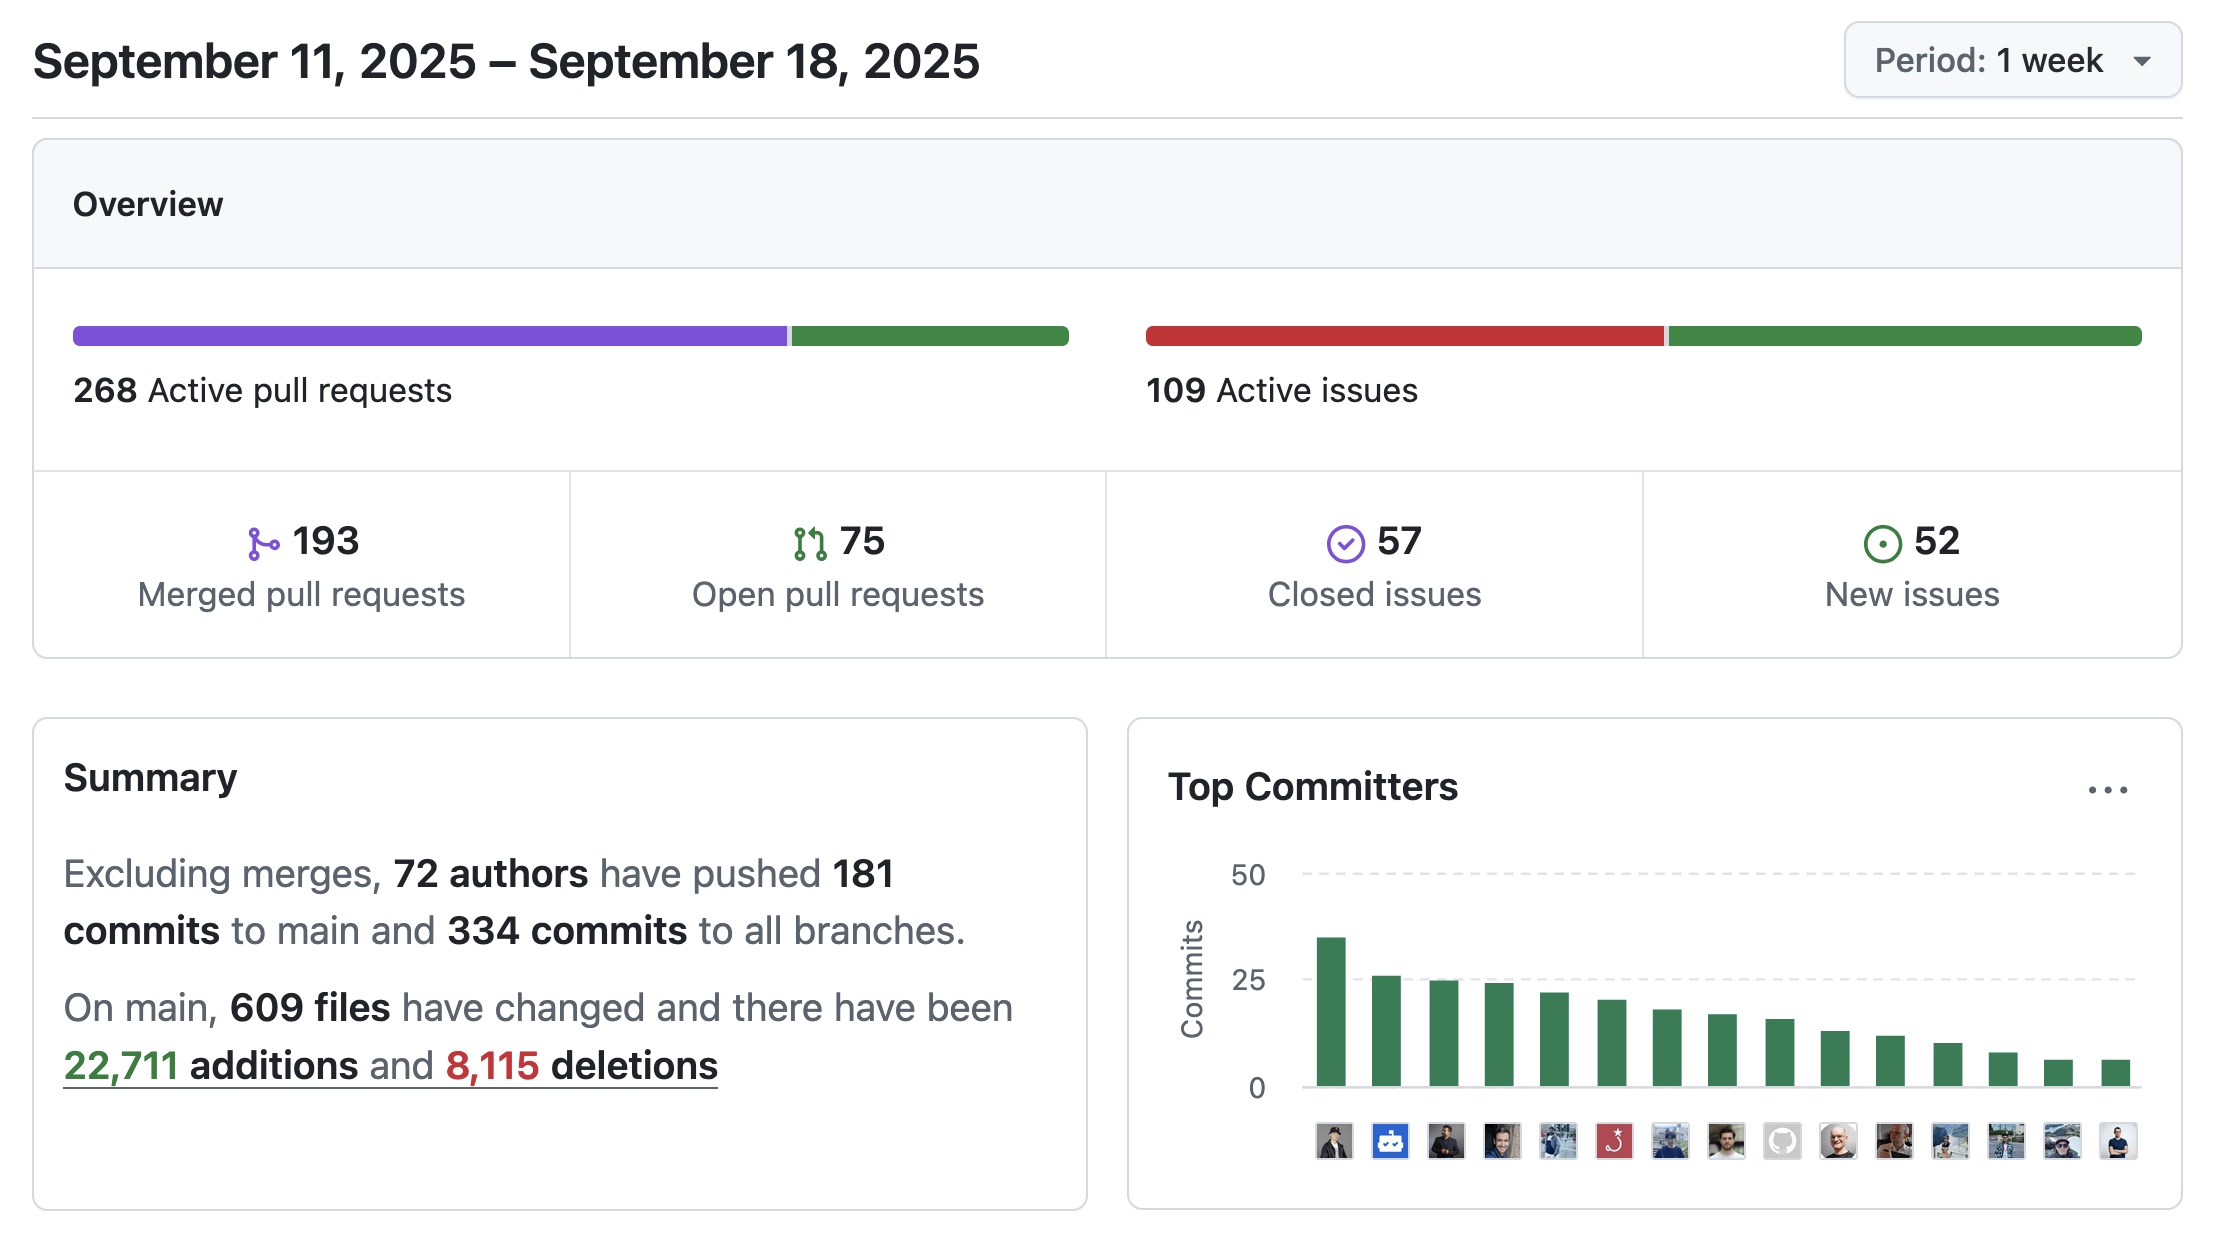 September 11, 2025 – September 18, 2025
Period: 1 week
Overview
268 Active pull requests
109 Active issues
193
Merged pull requests
75
Open pull requests
57
Closed issues
52
New issues
Summary
Excluding merges, 72 authors have pushed 181
commits to main and 334 commits to all branches.
On main, 609 files have changed and there have been
22,711 additions and 8,115 deletions
Top Committers
Commits
50
25
0